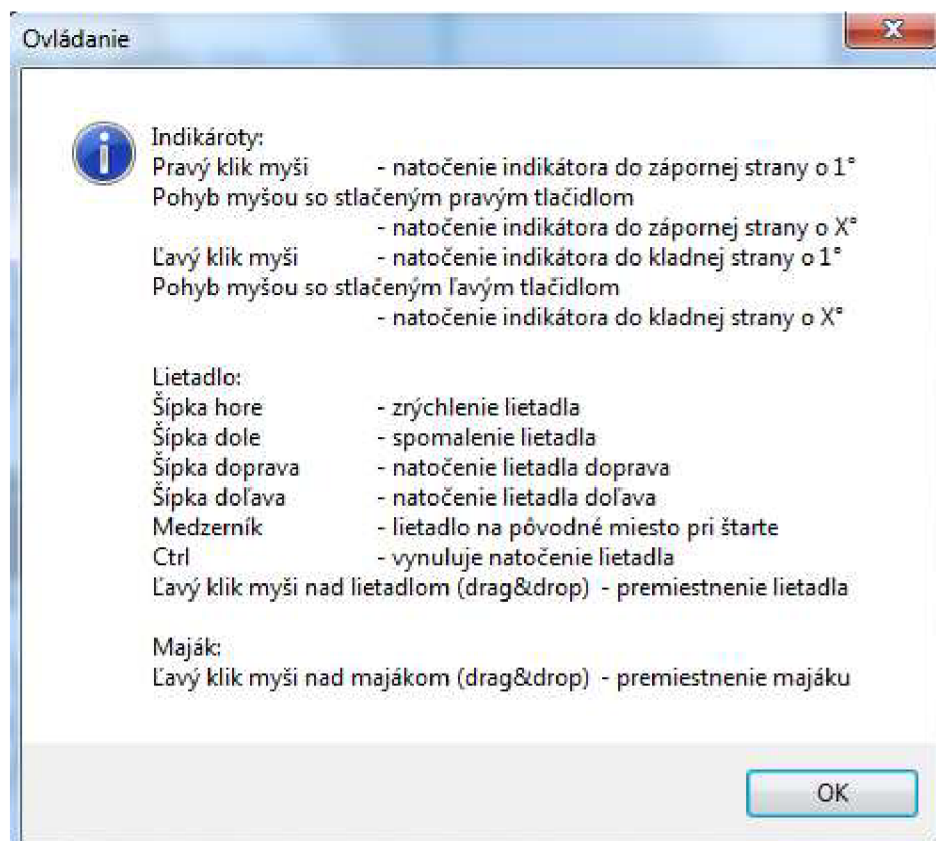 Ovládanie
Indikároty:
Pravý klik myši - natočenie indikátora do zápornej strany o 1°
Pohyb myšou so stlačeným pravým tlačidlom
- natočenie indikátora do zápornej strany o X°
Ľavý klik myši - natočenie indikátora do kladnej strany o 1°
Pohyb myšou so stlačeným ľavým tlačidlom
- natočenie indikátora do kladnej strany o X°
Lietadlo:
Šípka hore - zrýchlenie lietadla
Šípka dole - spomalenie lietadla
Šípka doprava - natočenie lietadla doprava
Šípka doľava - natočenie lietadla doľava
Medzerník - lietadlo na pôvodné miesto pri štarte
Ctrl - vynuluje natočenie lietadla
Ľavý klik myši nad lietadlom (drag&drop) - premiestnenie lietadla
Maják:
Ľavý klik myši nad majákom (drag&drop) - premiestnenie majáku
OK